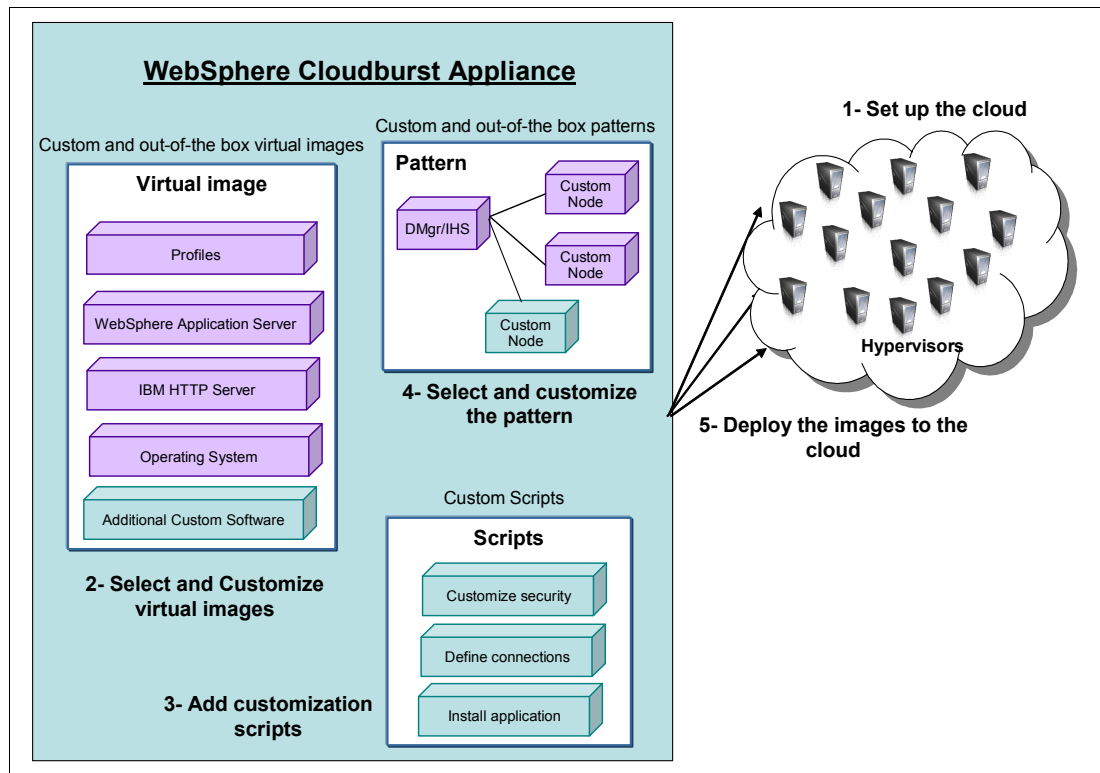 WebSphere Cloudburst Appliance
Custom and out-of-the box virtual images
Virtual image
Profiles
WebSphere Application Server
IBM HTTP Server
Operating System
Additional Custom Software
2- Select and Customize
virtual images
Custom and out-of-the box patterns
Pattern
DMgr/IHS
Custom
Node
Custom
Node
Custom
Node
4- Select and customize
the pattern
Custom Scripts
Scripts
Customize security
Define connections
Install application
3- Add customization
scripts
1- Set up the cloud
Hypervisors
5- Deploy the images to the
cloud